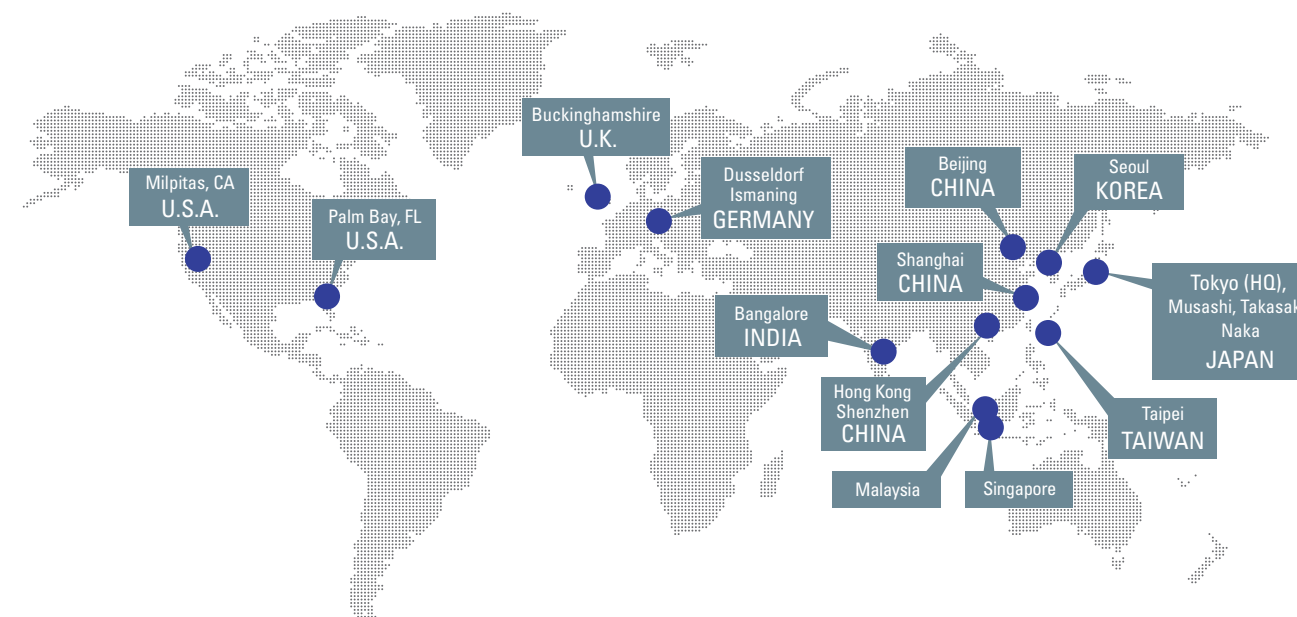 Buckinghamshire
U.K.
Milpitas, CA
U.S.A.
Palm Bay, FL
U.S.A.
Dusseldorf
Ismaning
GERMANY
Beijing
CHINA
Seoul
KOREA
Shanghai
CHINA
Tokyo (HQ),
Musashi, Takasak
Naka
JAPAN
Bangalore
INDIA
Hong Kong
Shenzhen
CHINA
Taipei
TAIWAN
Malaysia
Singapore